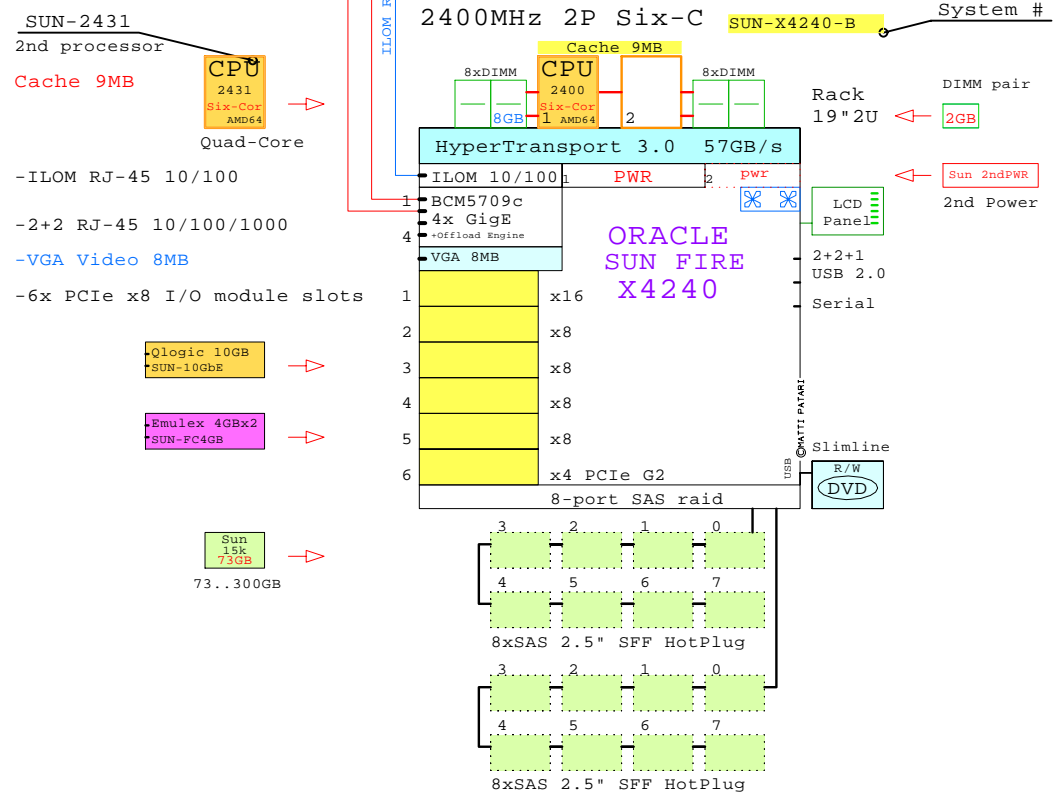 SUN-2431
2nd processor
Cache 9MB
CPU
2431
Six-Cor
AMD64
Quad-Core
-ILOM RJ-45 10/100
-2+2 RJ-45 10/100/1000
-VGA Video 8MB
-6x PCIe x8 I/O module slots
Qlogic 10GB
SUN-10GbE
Emulex 4GBx2
SUN-FC4GB
Sun
15k
73GB
73..300GB
ILOM R
2400MHz 2P Six-C
SUN-X4240-B
System #
Cache 9MB
8xDIMM
8GB
CPU
2400
Six-Cor
1 AMD64
2
8xDIMM
Rack
19"2U
DIMM pair
2GB
HyperTransport 3.0 57GB/s
ILOM 10/100
1 PWR
2 pwr
Sun 2ndPWR
2nd Power
1 BCM5709c
4x GigE
4 +Offload Engine
VGA 8MB
LCD
Panel
ORACLE
SUN FIRE
X4240
2+2+1
USB 2.0
Serial
1 x16
2 x8
3 x8
4 x8
5 x8
6 x4 PCIe G2
©MATTI PATARI
USB
Slimline
R/W
DVD
8-port SAS raid
3 2 1 0
4 5 6 7
8xSAS 2.5" SFF HotPlug
3 2 1 0
4 5 6 7
8xSAS 2.5" SFF HotPlug